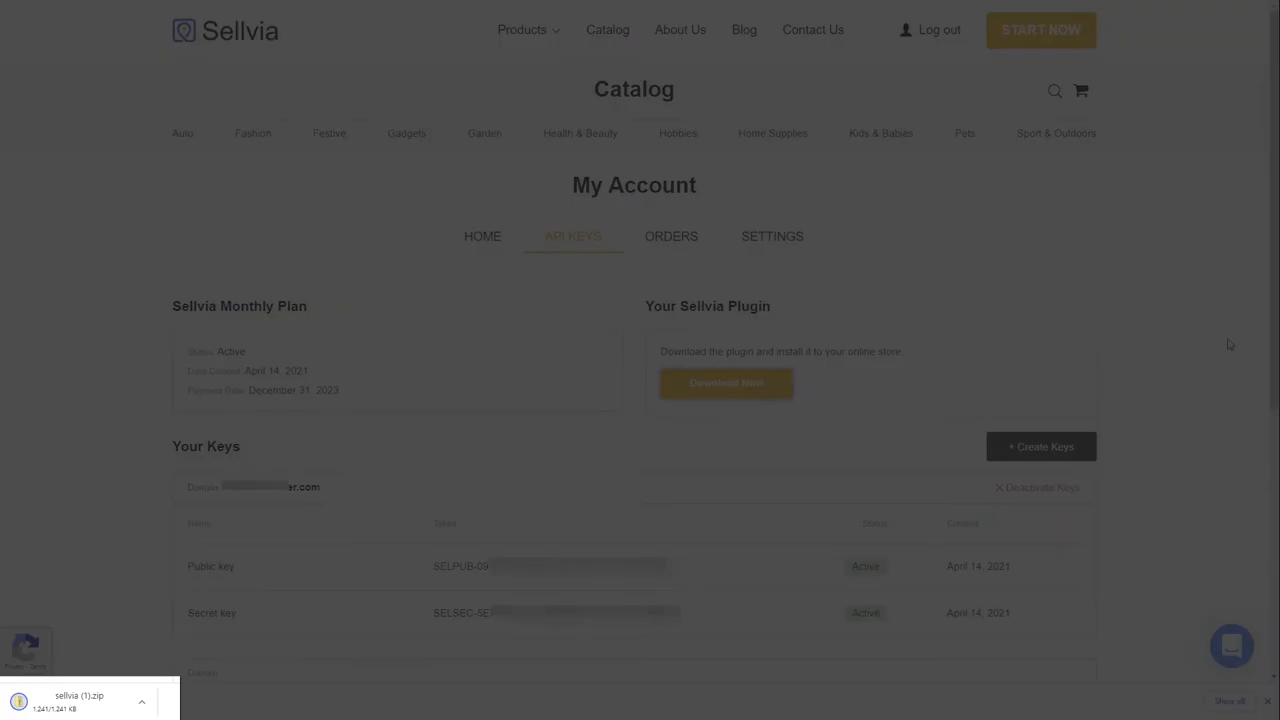 Sellvia
Products
Catalog
About Us
Blog
Contact Us
Log out
START NOW
Catalog
Auto
Fashion
Festive
Gadgets
Garden
Health & Beauty
Hobbies
Home Supplies
Kids & Babies
Pets
Sport & Outdoors
My Account
HOME
API KEYS
ORDERS
SETTINGS
Sellvia Monthly Plan
Status: Active
Date Created: April 14, 2021
Payment Date: December 31, 2023
Your Sellvia Plugin
Download the plugin and install it to your online store.
Download Now
Your Keys
+ Create Keys
Domain: er.com
Deactivate Keys
Name
Token
Status
Created
Public key
SELPUB-09
Active
April 14, 2021
Secret key
SELSEC-5E
Active
April 14, 2021
Domain:
Privacy - Terms
sellvia (1).zip
1,241/1,241 KB
Show all